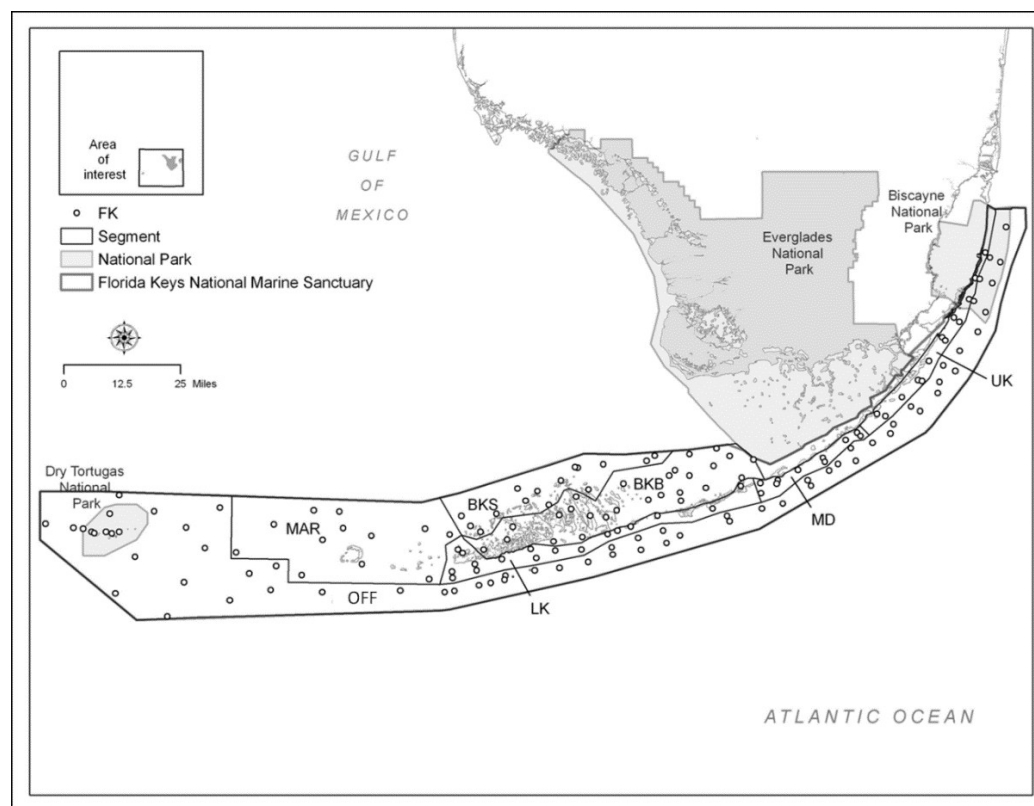 Area
of
interest
GULF
OF
MEXICO
FK
Segment
National Park
Florida Keys National Marine Sanctuary
0 12.5 25 Miles
Biscayne
National
Park
Everglades
National
Park
UK
Dry Tortugas
National
Park
MAR
BKS
BKB
MD
OFF
LK
ATLANTIC OCEAN